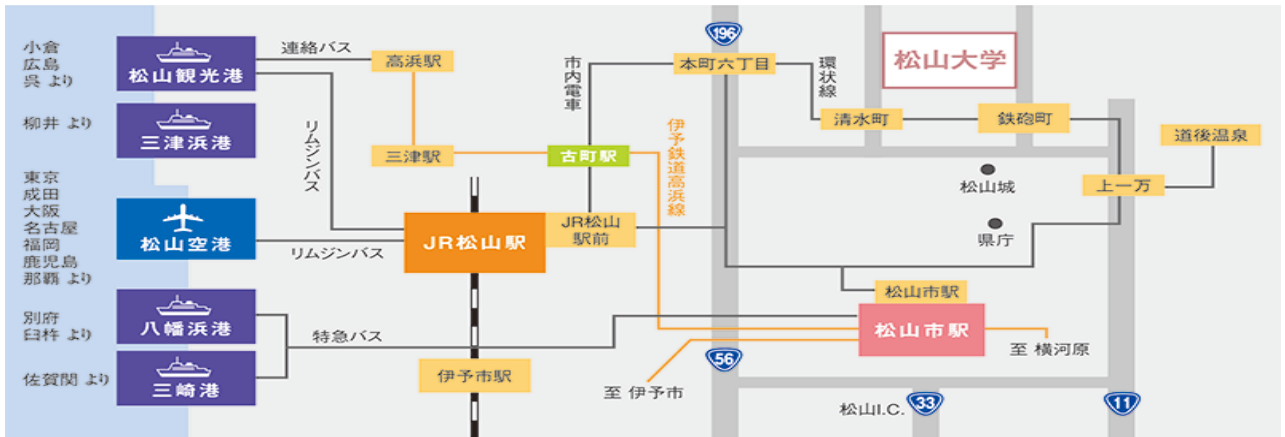 小倉
広島
呉 より
松山観光港
連絡バス
高浜駅
柳井 より
三津浜港
リムジンバス
三津駅
東京
成田
大阪
名古屋
福岡
鹿児島
那覇 より
松山空港
リムジンバス
JR松山駅
JR松山
駅前
古町駅
市内電車
伊予鉄道高浜線
196
本町六丁目
環状線
松山大学
清水町
鉄砲町
道後温泉
上一万
松山城
県庁
別府
臼杵 より
八幡浜港
特急バス
佐賀関 より
三崎港
伊予市駅
至 伊予市
56
松山市駅
松山市駅
至 横河原
松山I.C.
33
11